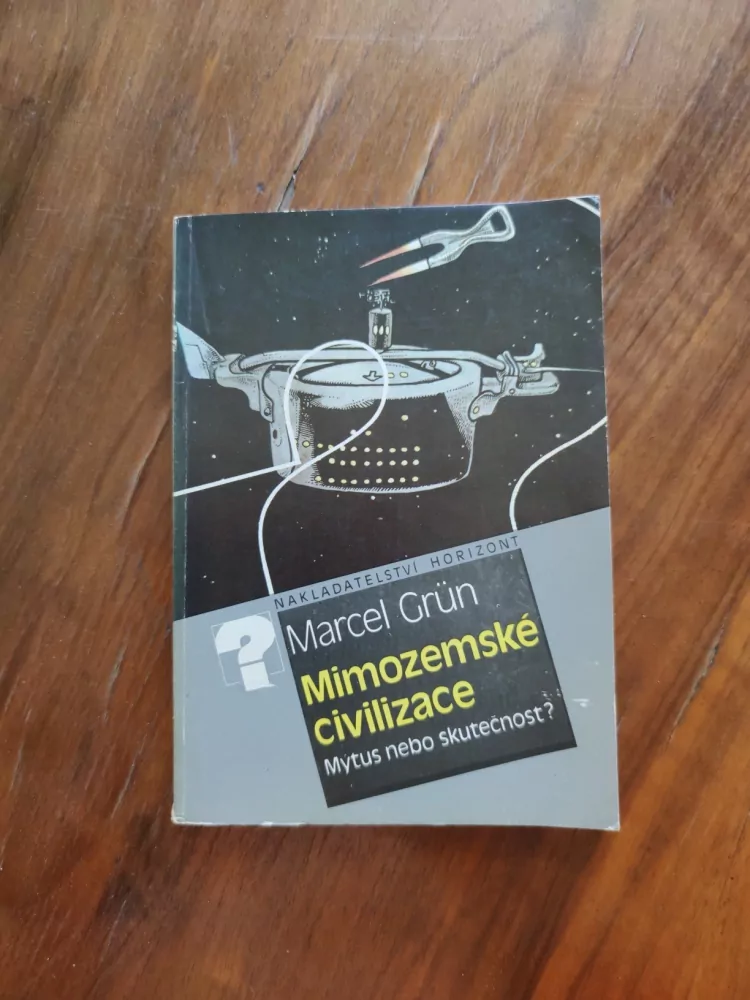 NAKLADATELSTVÍ HORIZONT
?
Marcel Grün
Mimozemské
civilizace
Mýtus nebo skutečnost?